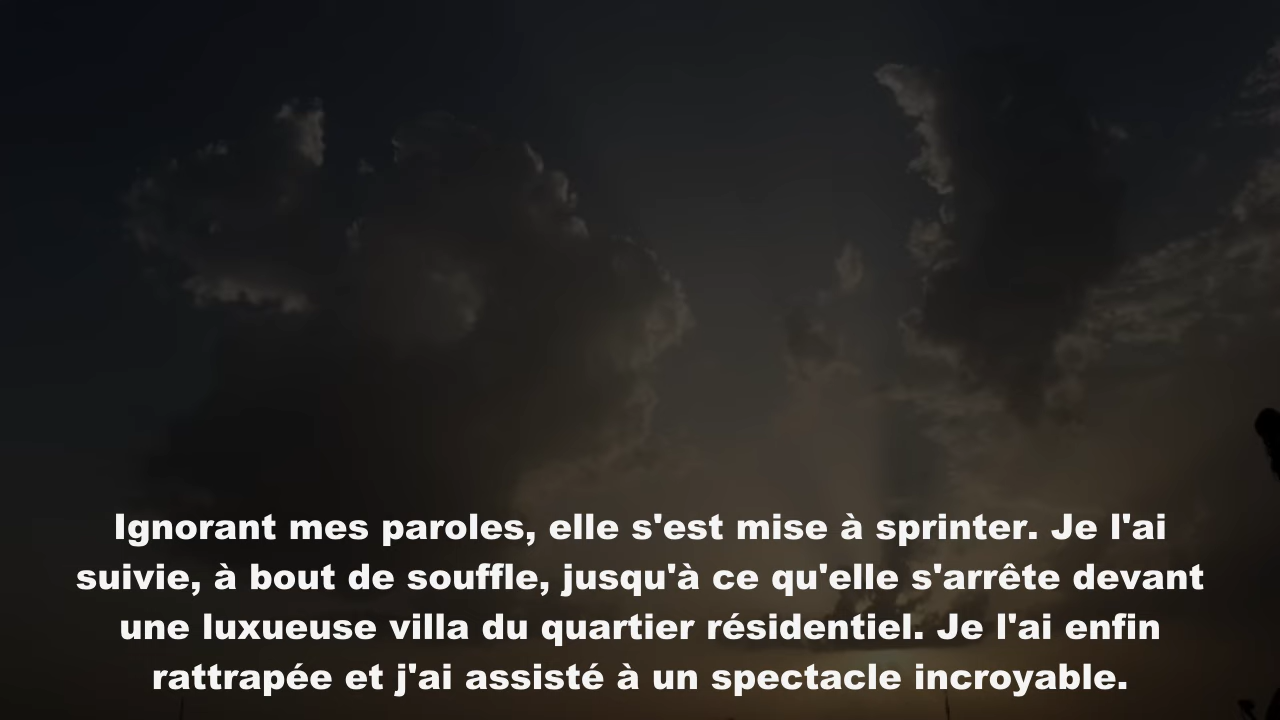 Ignorant mes paroles, elle s'est mise à sprinter. Je l'ai
suivie, à bout de souffle, jusqu'à ce qu'elle s'arrête devant
une luxueuse villa du quartier résidentiel. Je l'ai enfin
rattrapée et j'ai assisté à un spectacle incroyable.